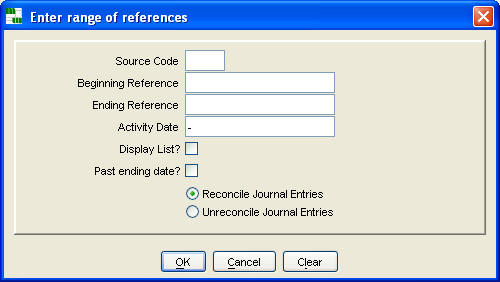 Enter range of references
Source Code
Beginning Reference
Ending Reference
Activity Date -
Display List?
Past ending date?
Reconcile Journal Entries
Unreconcile Journal Entries
OK Cancel Clear